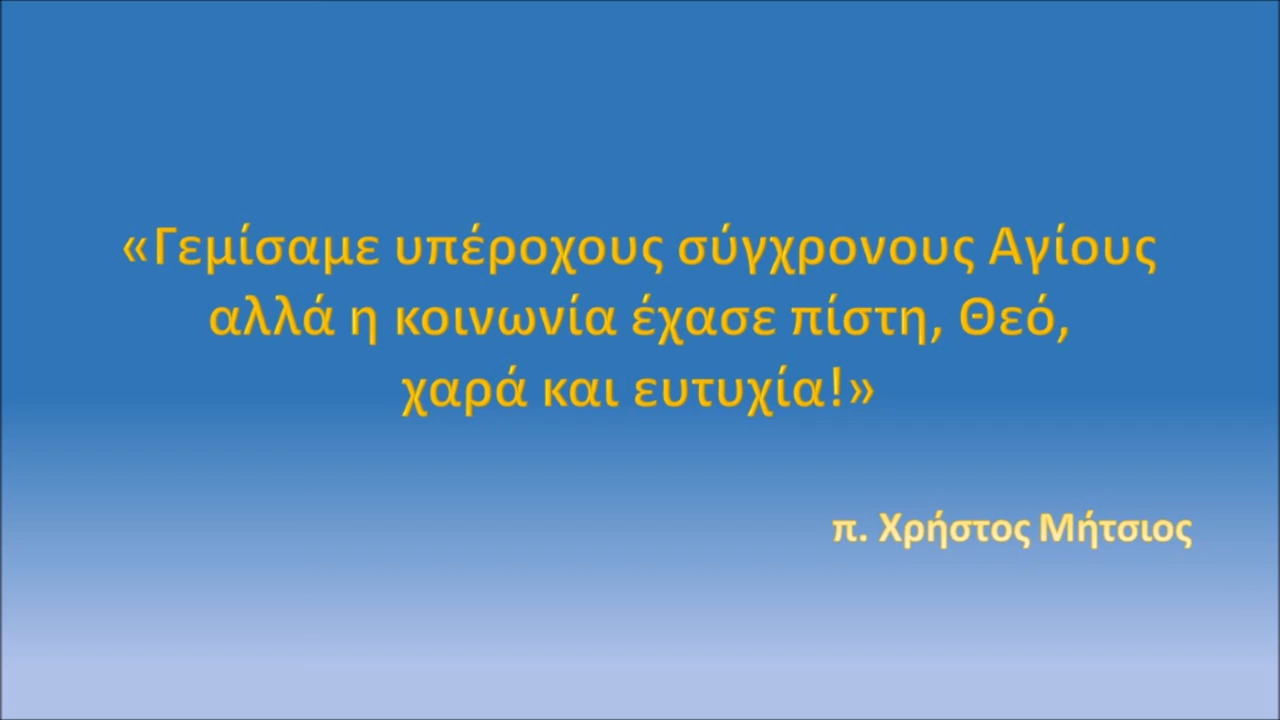 «Γεμίσαμε υπέροχους σύγχρονους Αγίους
αλλά η κοινωνία έχασε πίστη, Θεό,
χαρά και ευτυχία!»
π. Χρήστος Μήτσιος